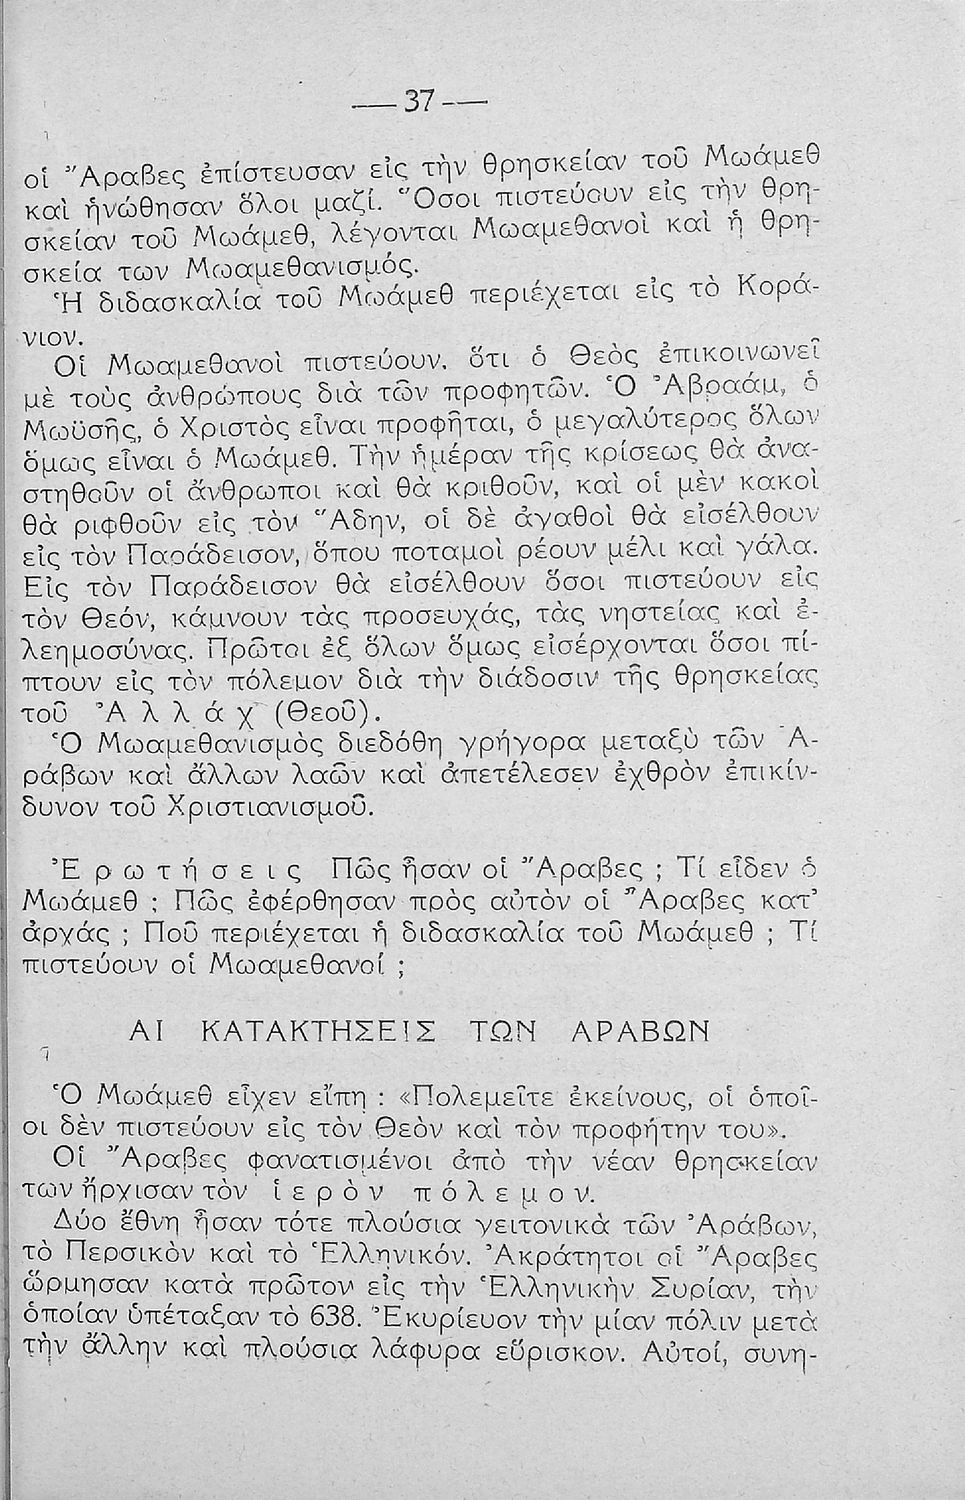 — 37 —
οἱ Ἄραβες ἐπίστευσαν εἰς τὴν θρησκείαν τοῦ Μωάμεθ
καὶ ἡνώθησαν ὅλοι μαζί. Ὅσοι πιστεύουν εἰς τὴν θρη-
σκείαν τοῦ Μωάμεθ, λέγονται Μωαμεθανοὶ καὶ ἡ θρη-
σκεία των Μωαμεθανισμός.
Ἡ διδασκαλία τοῦ Μωάμεθ περιέχεται εἰς τὸ Κορά-
νιον.
Οἱ Μωαμεθανοὶ πιστεύουν, ὅτι ὁ Θεὸς ἐπικοινωνεῖ
μὲ τοὺς ἀνθρώπους διὰ τῶν προφητῶν. Ὁ Ἀβραάμ, ὁ
Μωϋσῆς, ὁ Χριστὸς εἶναι προφῆται, ὁ μεγαλύτερος ὅλων
ὅμως εἶναι ὁ Μωάμεθ. Τὴν ἡμέραν τῆς κρίσεως θὰ ἀνα-
στηθοῦν οἱ ἄνθρωποι καὶ θὰ κριθοῦν, καὶ οἱ μὲν κακοὶ
θὰ ριφθοῦν εἰς τὸν Ἅδην, οἱ δὲ ἀγαθοὶ θὰ εἰσέλθουν
εἰς τὸν Παράδεισον, ὅπου ποταμοὶ ρέουν μέλι καὶ γάλα.
Εἰς τὸν Παράδεισον θὰ εἰσέλθουν ὅσοι πιστεύουν εἰς
τὸν Θεόν, κάμνουν τὰς προσευχάς, τὰς νηστείας καὶ ἐ-
λεημοσύνας. Πρῶτοι ἐξ ὅλων ὅμως εἰσέρχονται ὅσοι πί-
πτουν εἰς τὸν πόλεμον διὰ τὴν διάδοσιν τῆς θρησκείας
τοῦ Ἀ λ λ ά χ (Θεοῦ).
Ὁ Μωαμεθανισμὸς διεδόθη γρήγορα μεταξὺ τῶν Ἀ-
ράβων καὶ ἄλλων λαῶν καὶ ἀπετέλεσεν ἐχθρὸν ἐπικίν-
δυνον τοῦ Χριστιανισμοῦ.
Ἐ ρ ω τ ή σ ε ι ς Πῶς ἦσαν οἱ Ἄραβες ; Τί εἶδεν ὁ
Μωάμεθ ; Πῶς ἐφέρθησαν πρὸς αὐτὸν οἱ Ἄραβες κατ'
ἀρχάς ; Ποῦ περιέχεται ἡ διδασκαλία τοῦ Μωάμεθ ; Τί
πιστεύουν οἱ Μωαμεθανοί ;
ΑΙ ΚΑΤΑΚΤΗΣΕΙΣ ΤΩΝ ΑΡΑΒΩΝ
Ὁ Μωάμεθ εἶχεν εἴπη : «Πολεμεῖτε ἐκείνους, οἱ ὁποῖ-
οι δὲν πιστεύουν εἰς τὸν Θεὸν καὶ τὸν προφήτην του».
Οἱ Ἄραβες φανατισμένοι ἀπὸ τὴν νέαν θρησκείαν
των ἤρχισαν τὸν ἱ ε ρ ὸ ν π ό λ ε μ ο ν.
Δύο ἔθνη ἦσαν τότε πλούσια γειτονικὰ τῶν Ἀράβων,
τὸ Περσικὸν καὶ τὸ Ἑλληνικόν. Ἀκράτητοι οἱ Ἄραβες
ὥρμησαν κατὰ πρῶτον εἰς τὴν Ἑλληνικὴν Συρίαν, τὴν
ὁποίαν ὑπέταξαν τὸ 638. Ἐκυρίευον τὴν μίαν πόλιν μετὰ
τὴν ἄλλην καὶ πλούσια λάφυρα εὕρισκον. Αὐτοί, συνη-